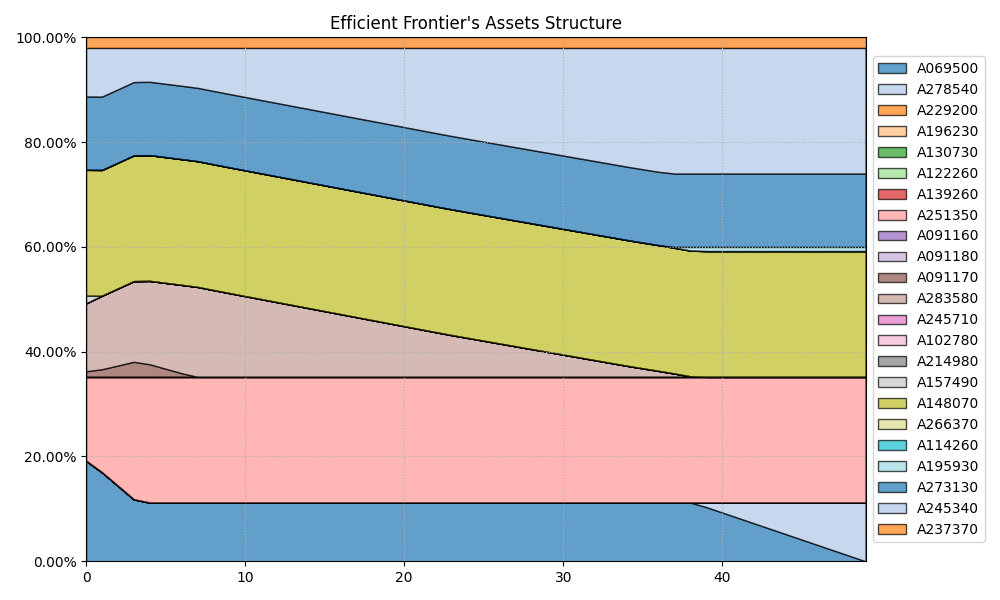 Efficient Frontier's Assets Structure
100.00%
80.00%
60.00%
40.00%
20.00%
0.00%
0
10
20
30
40
A069500
A278540
A229200
A196230
A130730
A122260
A139260
A251350
A091160
A091180
A091170
A283580
A245710
A102780
A214980
A157490
A148070
A266370
A114260
A195930
A273130
A245340
A237370